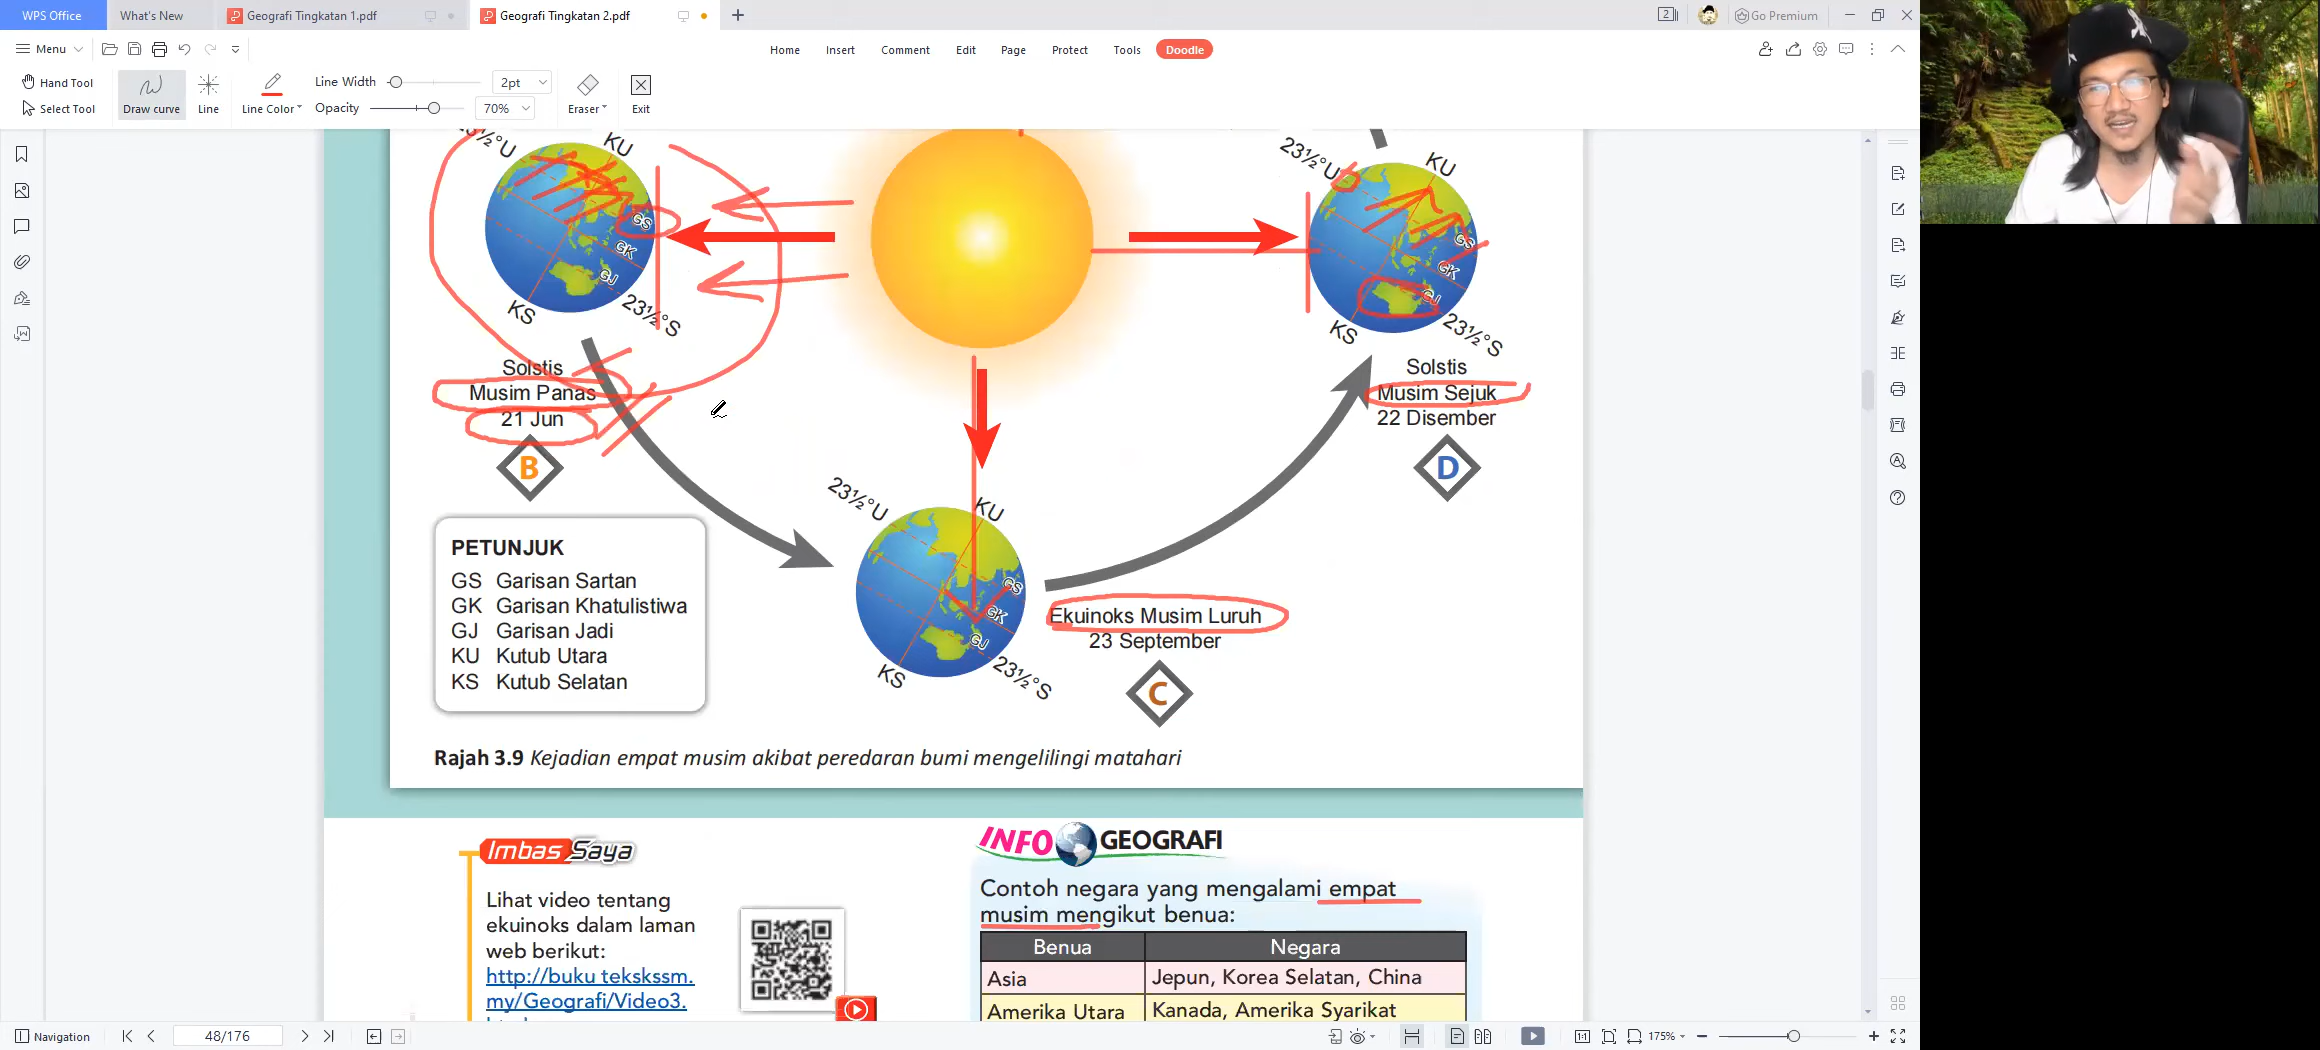 WPS Office
What's New
Geografi Tingkatan 1.pdf
Geografi Tingkatan 2.pdf
Go Premium
Menu
Home
Insert
Comment
Edit
Page
Protect
Tools
Doodle
Hand Tool
Select Tool
Draw curve
Line
Line Color
Line Width
2pt
Opacity
70%
Eraser
Exit
KU
GS
GK
GJ
KS
23½°S
Solstis
Musim Panas
21 Jun
B
23½°U
KU
GS
GK
GJ
KS
23½°S
Solstis
Musim Sejuk
22 Disember
D
23½°U
KU
GS
GK
GJ
KS
23½°S
Ekuinoks Musim Luruh
23 September
C
PETUNJUK
GS Garisan Sartan
GK Garisan Khatulistiwa
GJ Garisan Jadi
KU Kutub Utara
KS Kutub Selatan
Rajah 3.9 Kejadian empat musim akibat peredaran bumi mengelilingi matahari
Imbas Saya
Lihat video tentang
ekuinoks dalam laman
web berikut:
http://buku tekskssm.
my/Geografi/Video3.
INFO GEOGRAFI
Contoh negara yang mengalami empat
musim mengikut benua:
Benua Negara
Asia Jepun, Korea Selatan, China
Amerika Utara Kanada, Amerika Syarikat
Navigation
48/176
175%